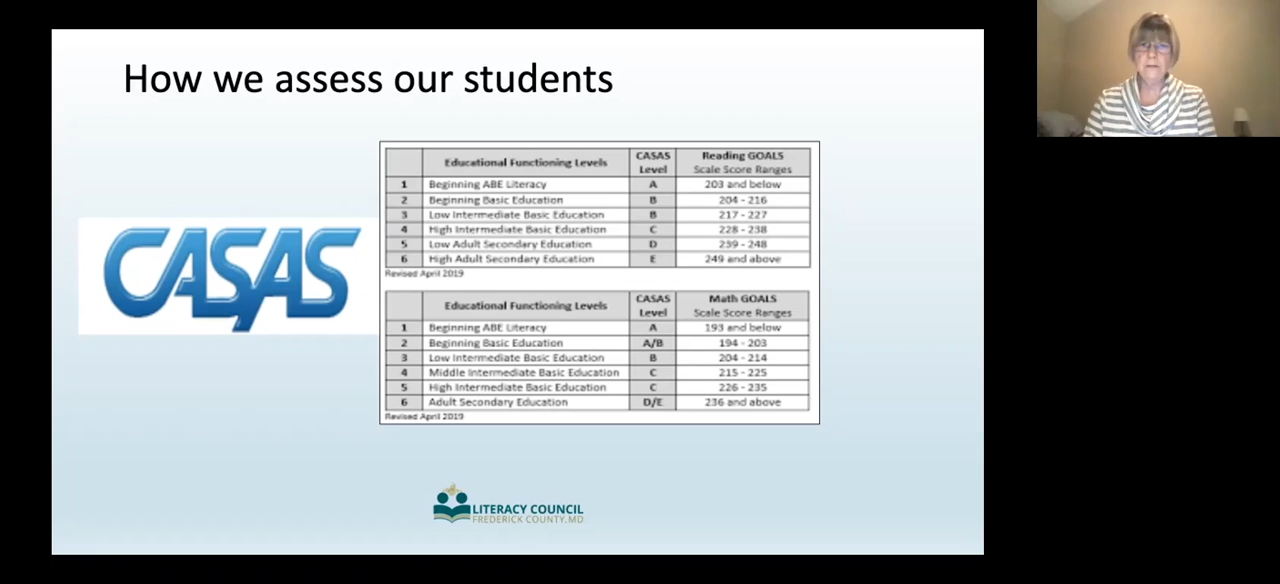 How we assess our students
CASAS
Educational Functioning Levels CASAS Level Reading GOALS Scale Score Ranges
1 Beginning ABE Literacy A 203 and below
2 Beginning Basic Education B 204 - 216
3 Low Intermediate Basic Education B 217 - 227
4 High Intermediate Basic Education C 228 - 238
5 Low Adult Secondary Education D 239 - 248
6 High Adult Secondary Education E 249 and above
Revised April 2019
Educational Functioning Levels CASAS Level Math GOALS Scale Score Ranges
1 Beginning ABE Literacy A 193 and below
2 Beginning Basic Education A/B 194 - 203
3 Low Intermediate Basic Education B 204 - 214
4 Middle Intermediate Basic Education C 215 - 225
5 High Intermediate Basic Education C 226 - 235
6 Adult Secondary Education D/E 236 and above
Revised April 2019
LITERACY COUNCIL
FREDERICK COUNTY.MD